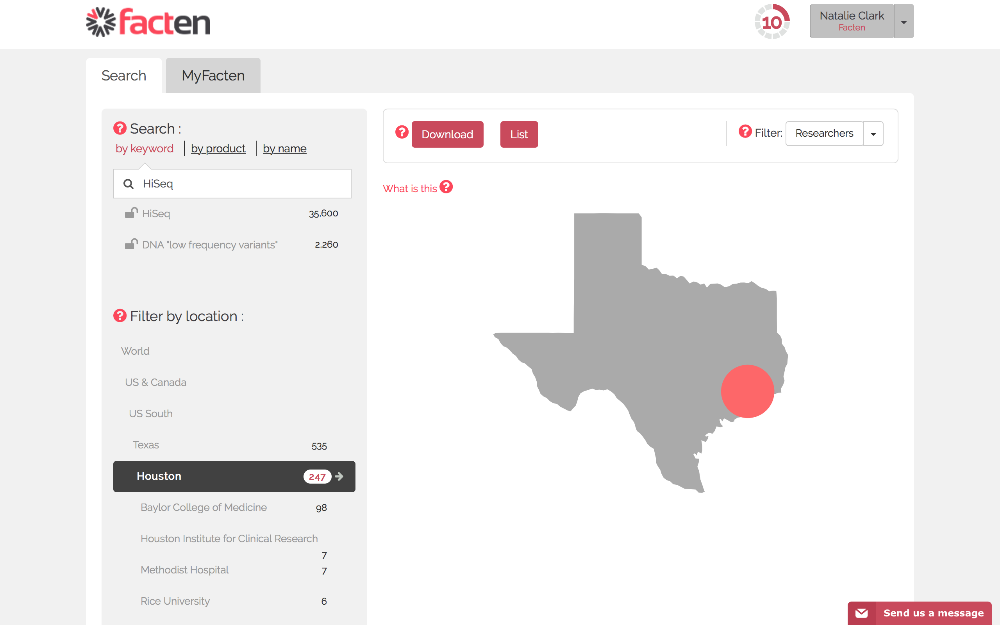 facten
10
Natalie Clark
Facten
Search
MyFacten
? Search :
by keyword | by product | by name
HiSeq
HiSeq 35,600
DNA "low frequency variants" 2,260
? Filter by location :
World
US & Canada
US South
Texas 535
Houston 247
Baylor College of Medicine 98
Houston Institute for Clinical Research
7
Methodist Hospital 7
Rice University 6
? Download List
? Filter: Researchers
What is this ?
Send us a message